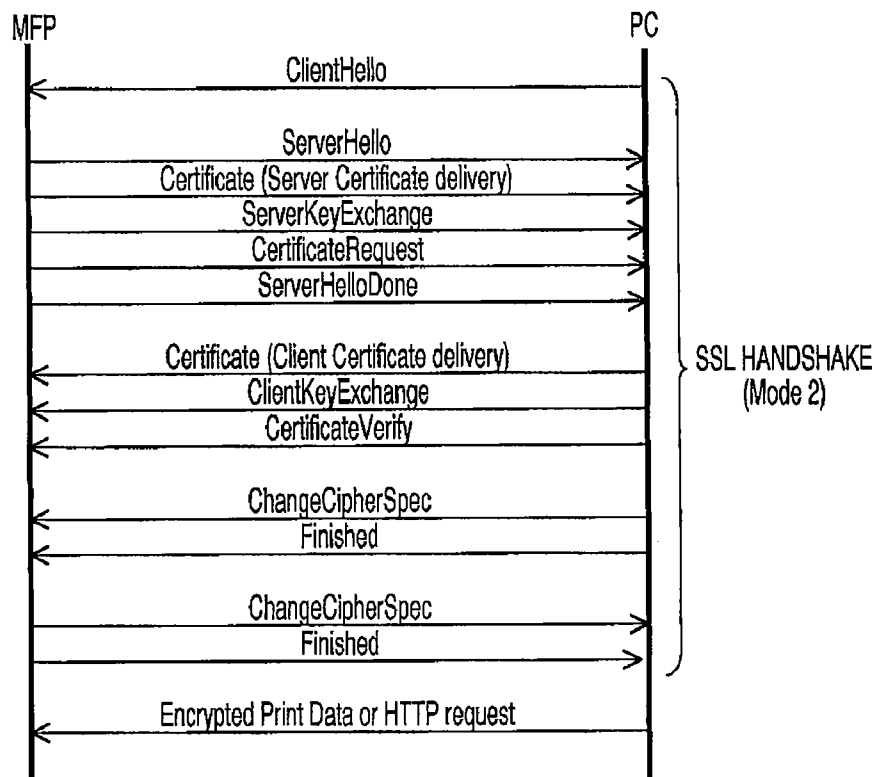 MFP
PC
ClientHello
ServerHello
Certificate (Server Certificate delivery)
ServerKeyExchange
CertificateRequest
ServerHelloDone
Certificate (Client Certificate delivery)
ClientKeyExchange
CertificateVerify
SSL HANDSHAKE
(Mode 2)
ChangeCipherSpec
Finished
ChangeCipherSpec
Finished
Encrypted Print Data or HTTP request